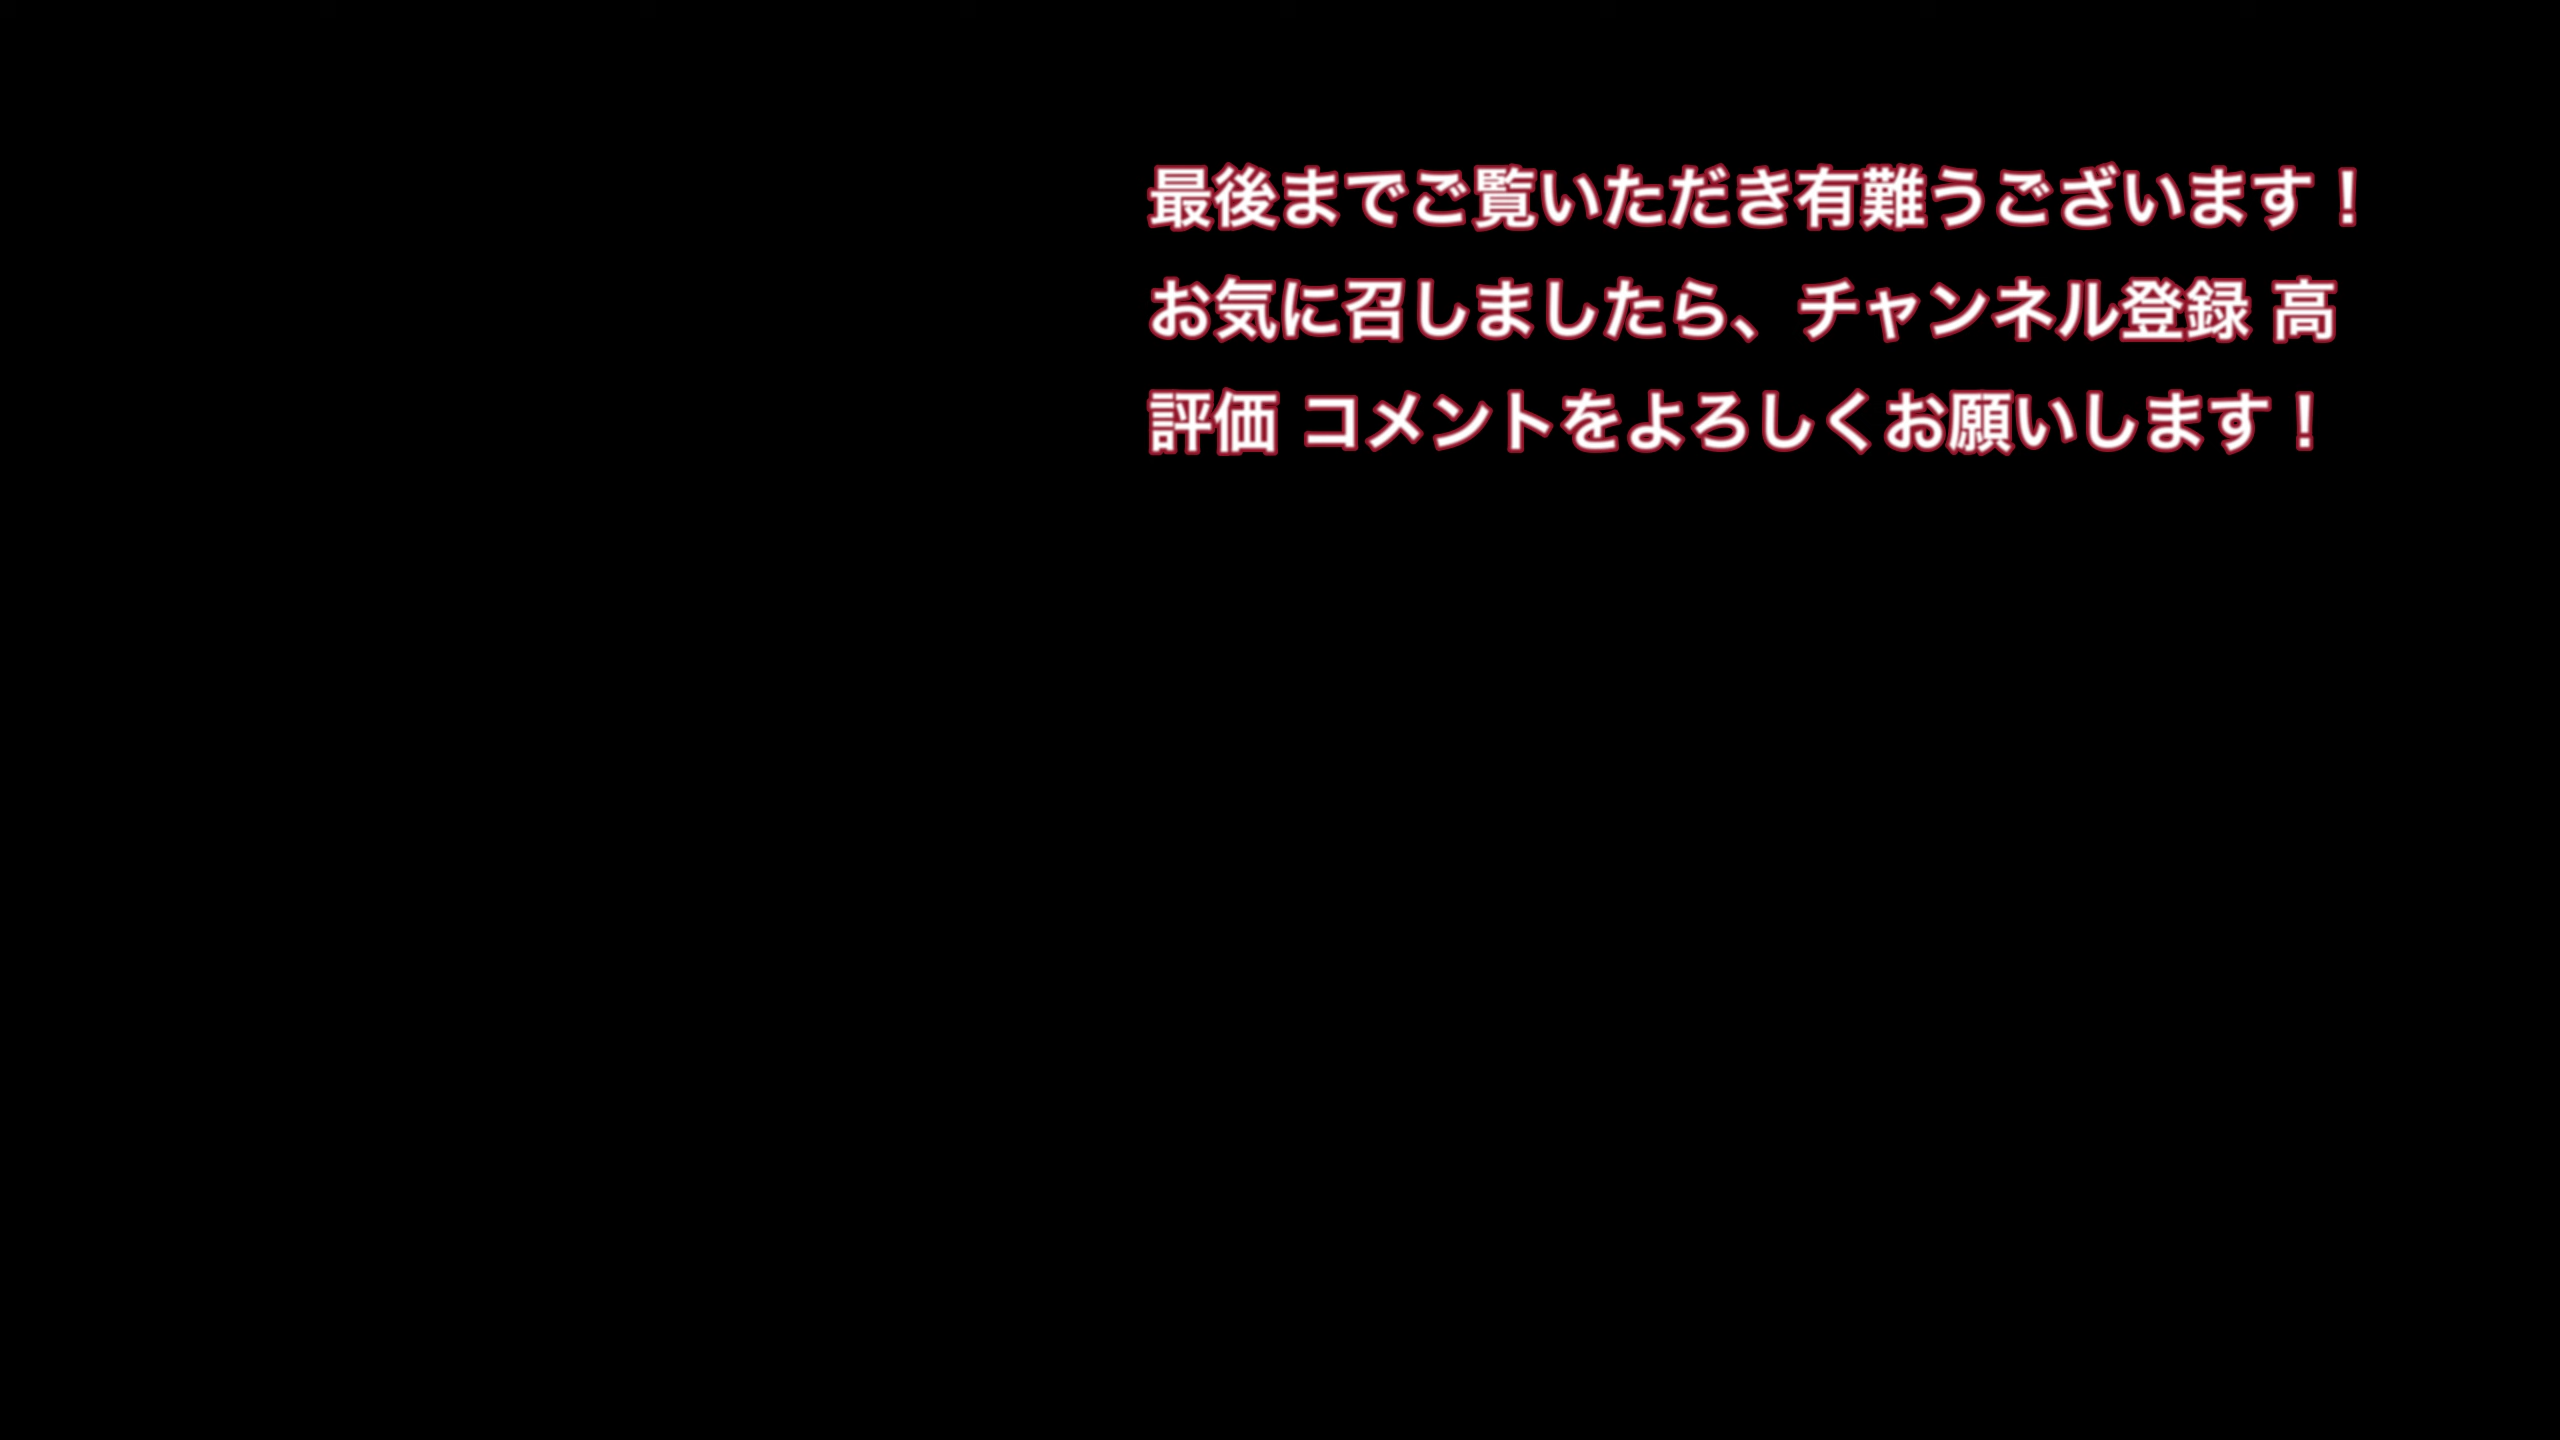 最後までご覧いただき有難うございます！
お気に召しましたら、チャンネル登録 高
評価 コメントをよろしくお願いします！